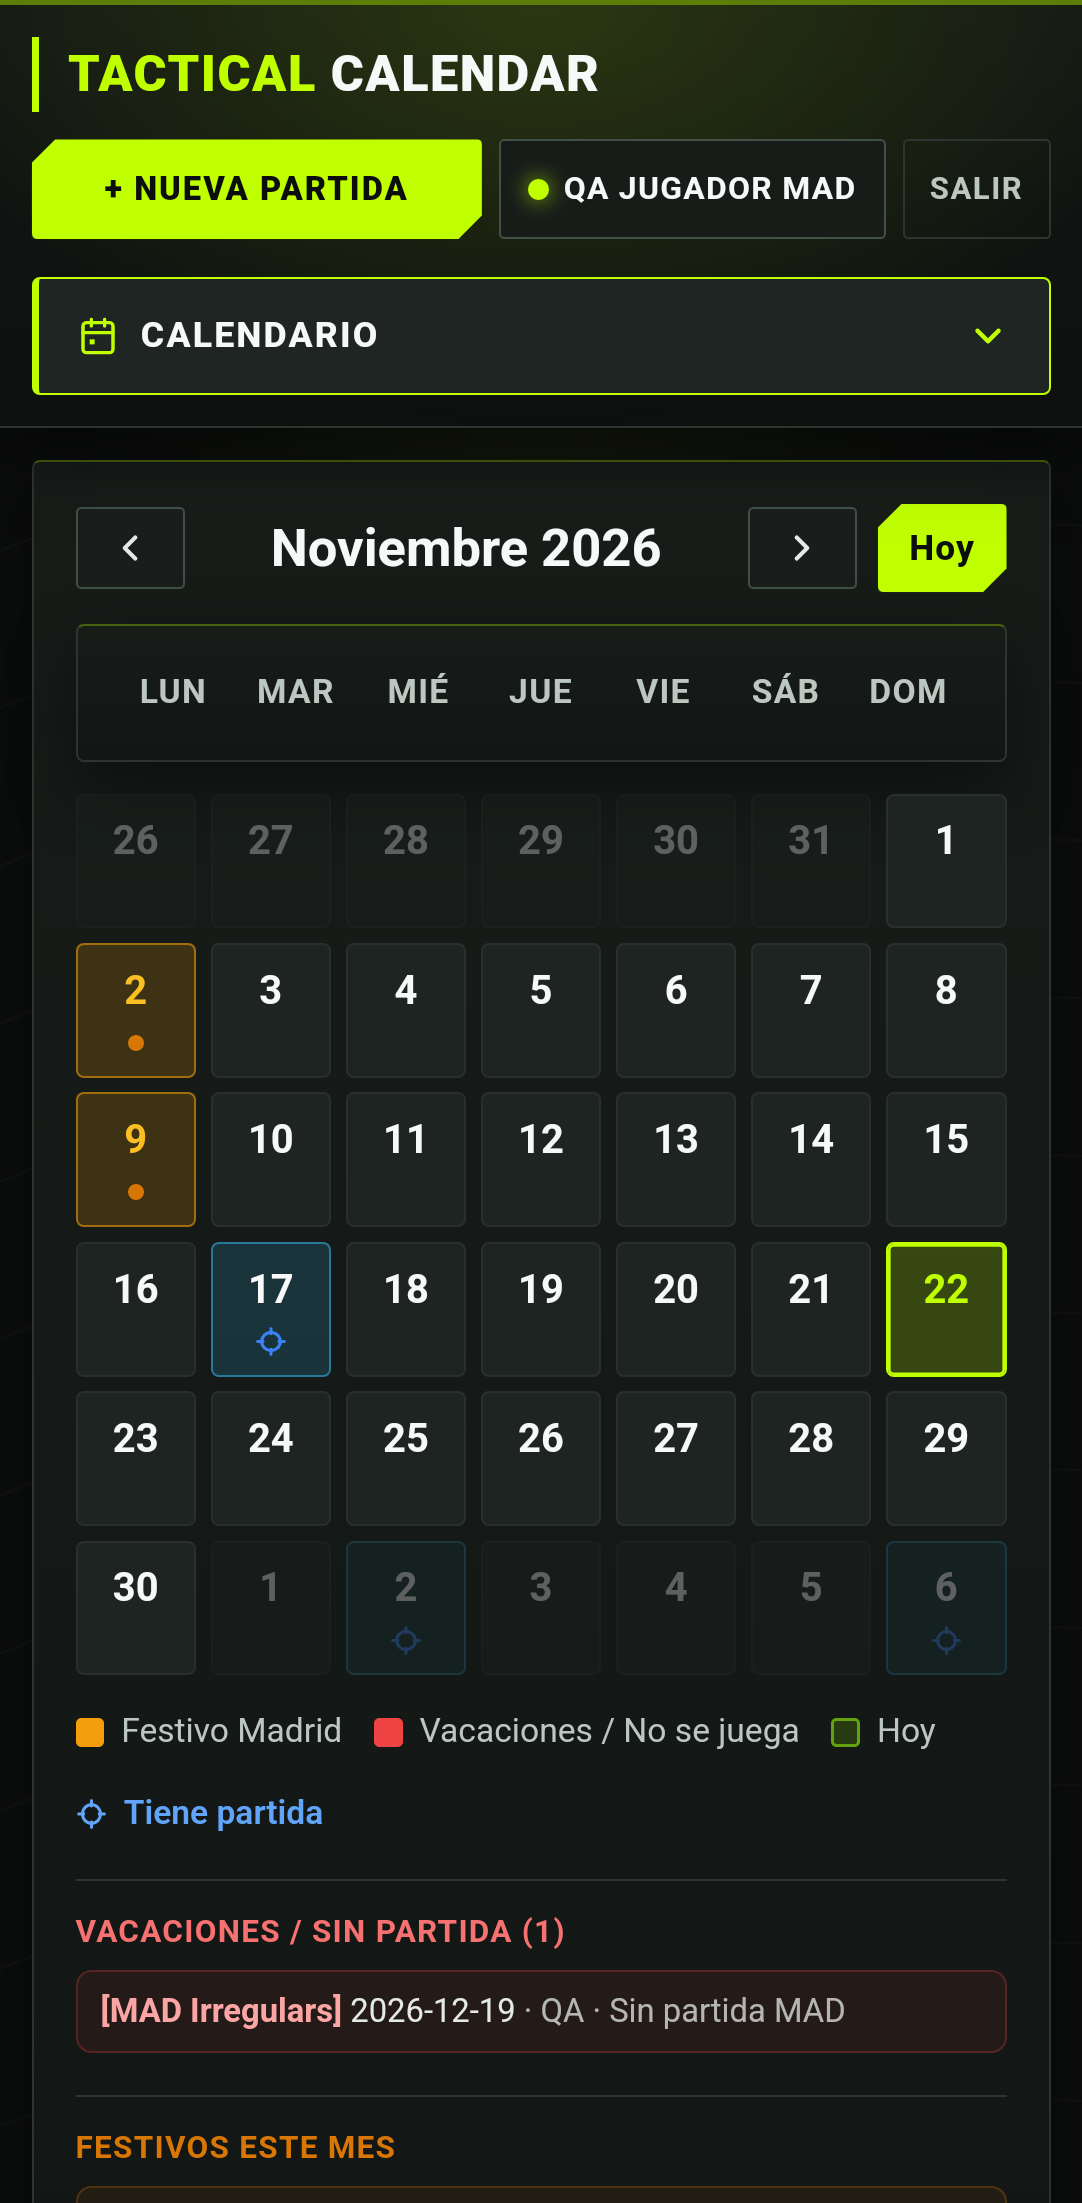 TACTICAL CALENDAR
+ NUEVA PARTIDA
QA JUGADOR MAD
SALIR
CALENDARIO
Noviembre 2026
Hoy
LUN MAR MIÉ JUE VIE SÁB DOM
26 27 28 29 30 31 1
2 3 4 5 6 7 8
9 10 11 12 13 14 15
16 17 18 19 20 21 22
23 24 25 26 27 28 29
30 1 2 3 4 5 6
Festivo Madrid Vacaciones / No se juega Hoy
Tiene partida
VACACIONES / SIN PARTIDA (1)
[MAD Irregulars] 2026-12-19 · QA · Sin partida MAD
FESTIVOS ESTE MES